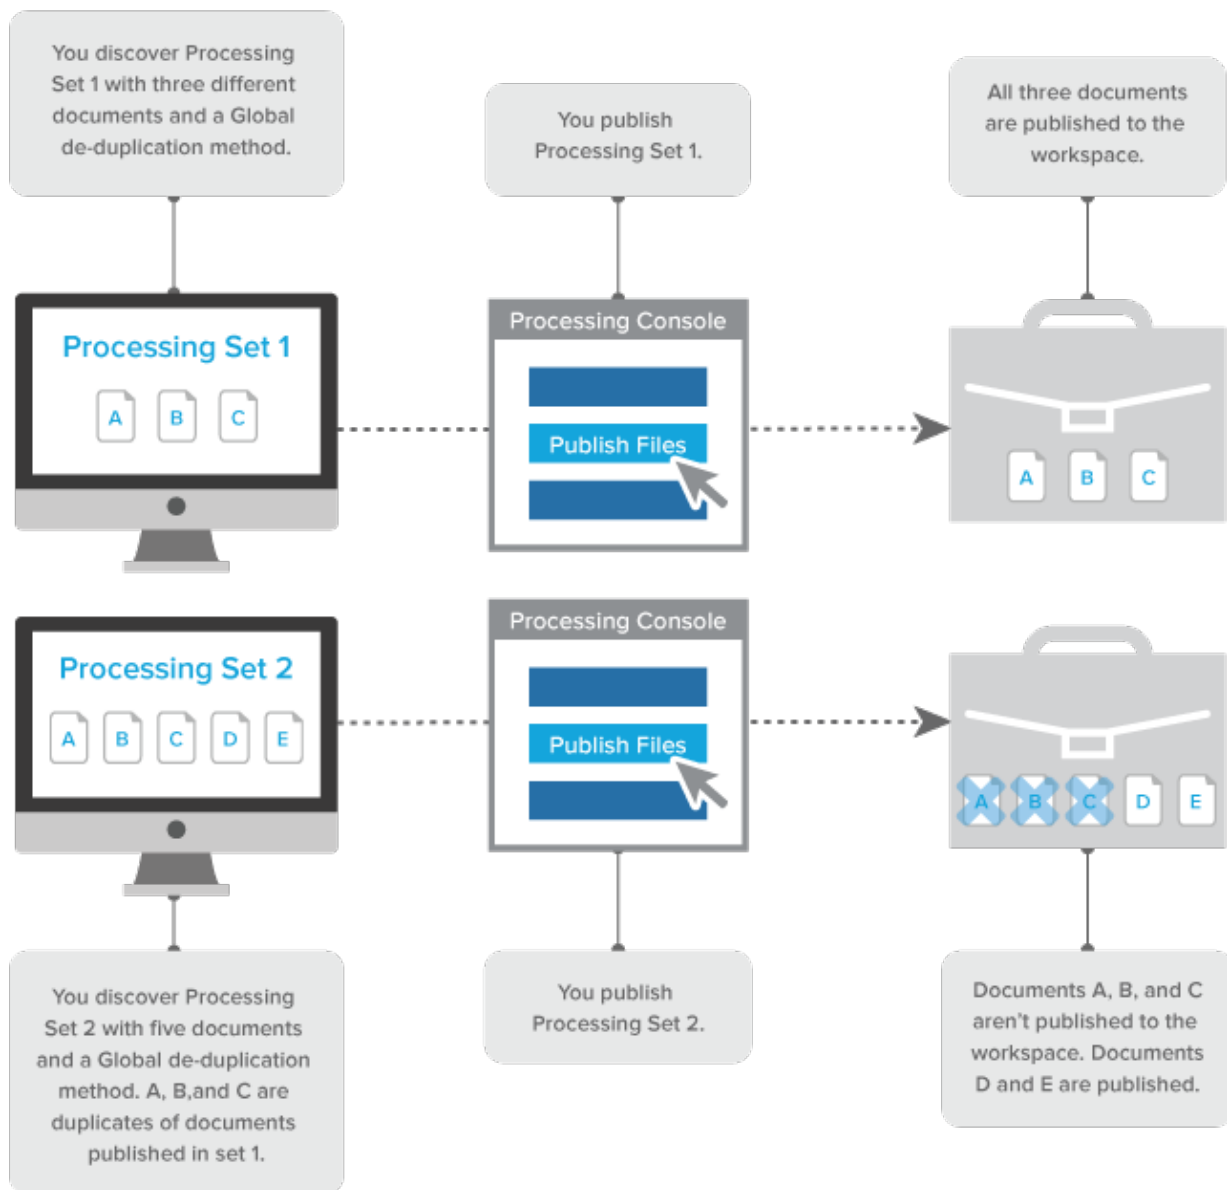 You discover Processing
Set 1 with three different
documents and a Global
de-duplication method.
You publish
Processing Set 1.
All three documents
are published to the
workspace.
Processing Set 1
A B C
Processing Console
Publish Files
A B C
Processing Set 2
A B C D E
Processing Console
Publish Files
A B C D E
You discover Processing
Set 2 with five documents
and a Global de-duplication
method. A, B,and C are
duplicates of documents
published in set 1.
You publish
Processing Set 2.
Documents A, B, and C
aren't published to the
workspace. Documents
D and E are published.